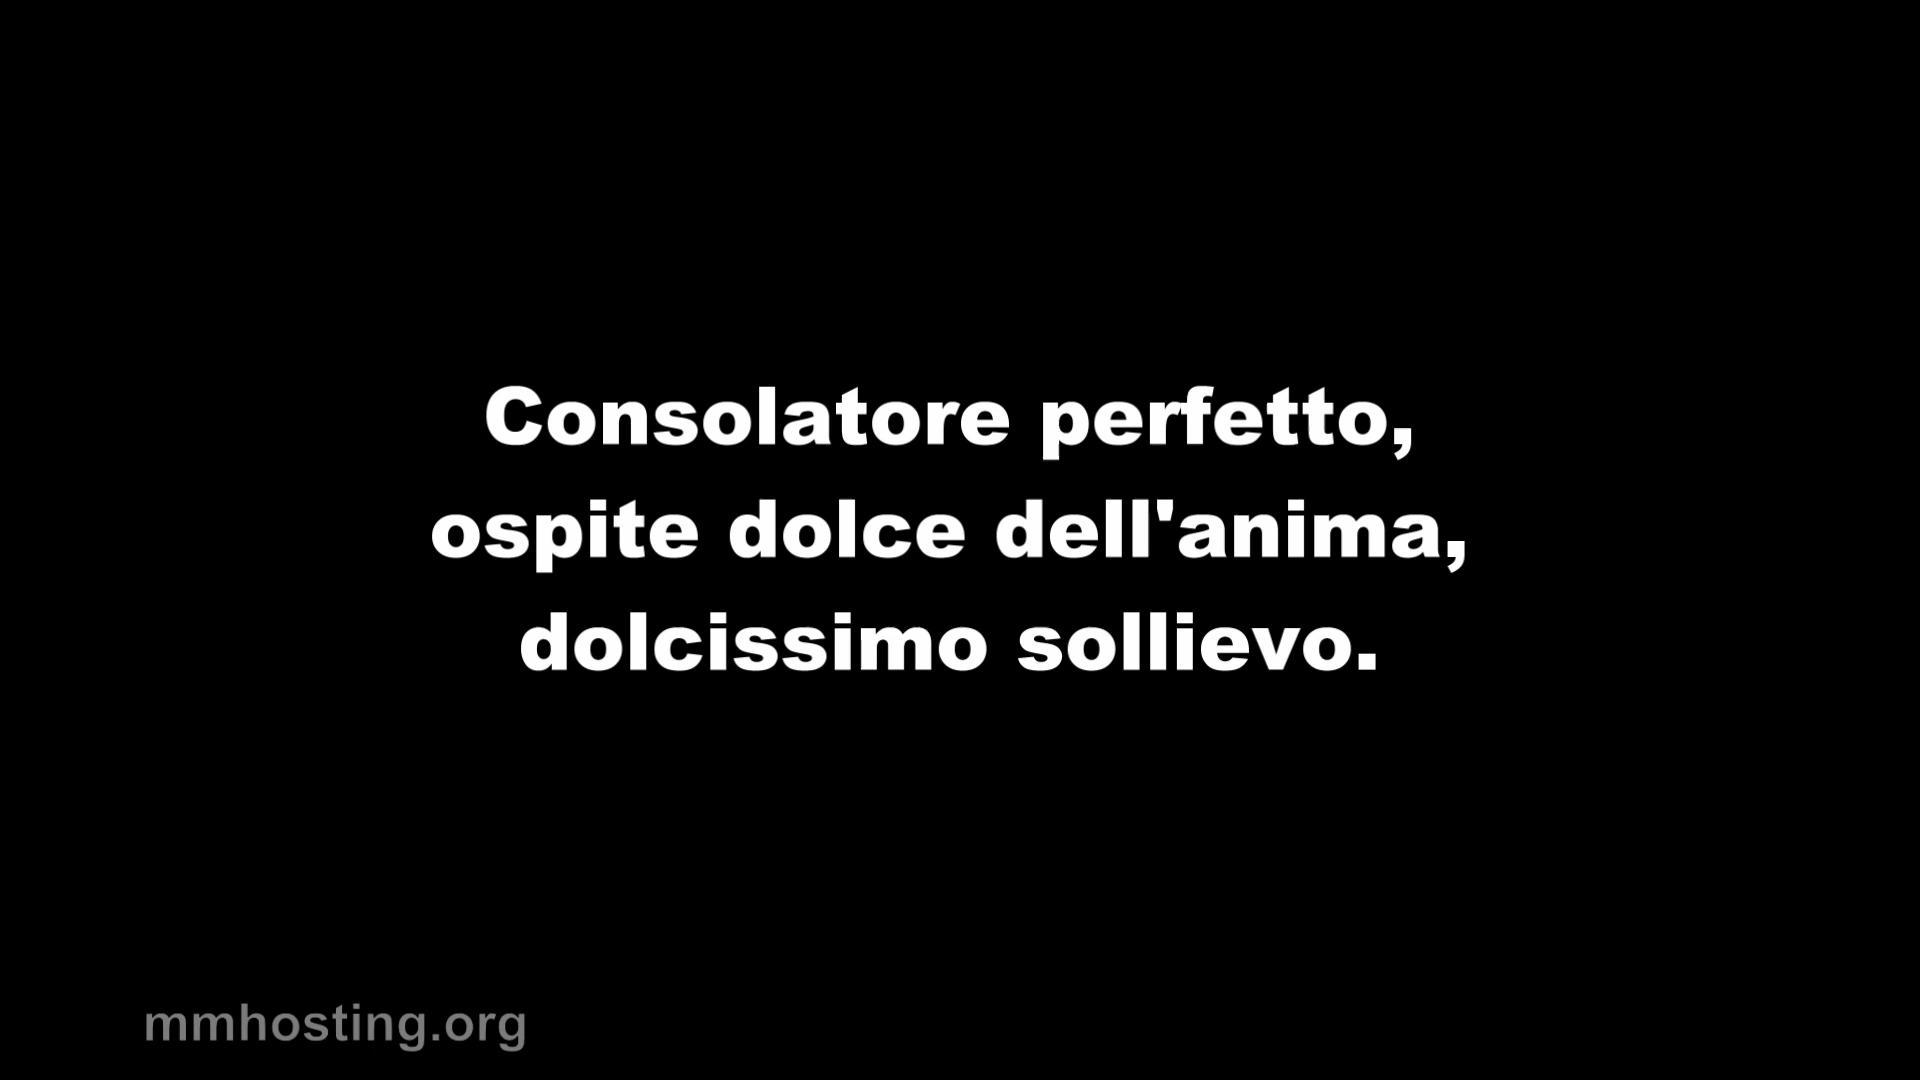 Consolatore perfetto,
ospite dolce dell'anima,
dolcissimo sollievo.
mmhosting.org